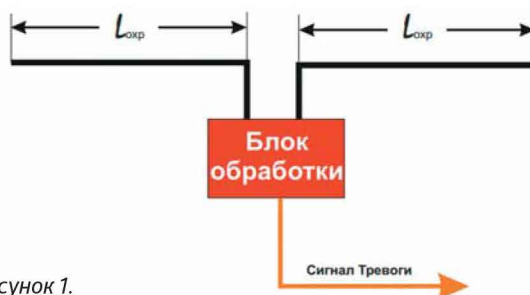 Lохр Lохр
Блок
обработки
Сигнал Тревоги
сунок 1.